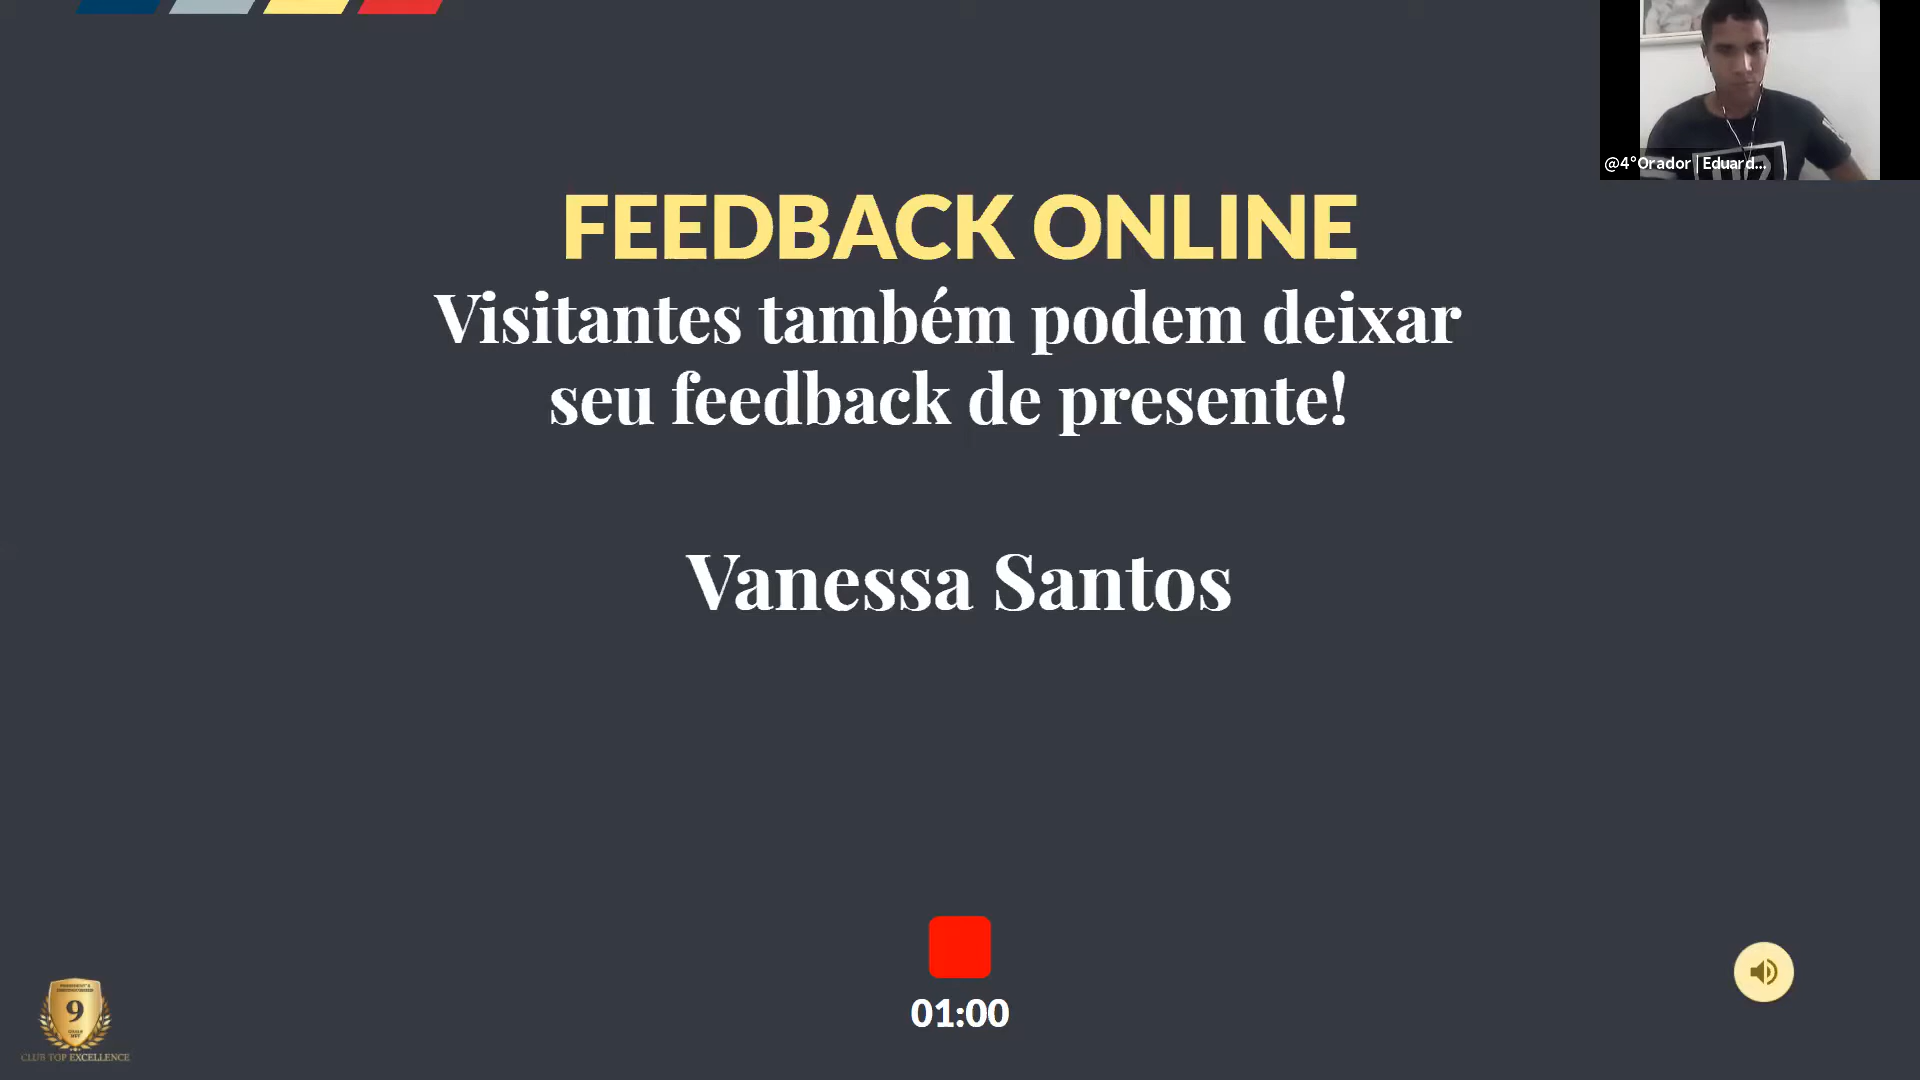 @4°Orador | Eduard...
FEEDBACK ONLINE
Visitantes também podem deixar
seu feedback de presente!
Vanessa Santos
01:00
9
CLUB TOP EXCELLENCE